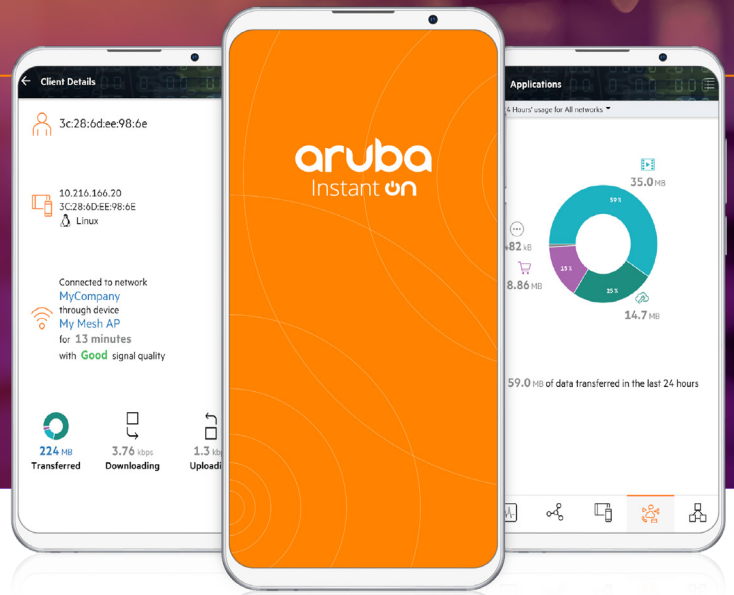 Client Details
3c:28:6d:ee:98:6e
10.216.166.20
3C:28:6D:EE:98:6E
Linux
Connected to network
MyCompany
through device
My Mesh AP
for 13 minutes
with Good signal quality
224 MB
Transferred
3.76 kbps
Downloading
1.3
aruba
Instant on
Applications
Hours' usage for All networks
35.0 MB
59 %
482 kB
15 %
8.86 MB
25 %
14.7 MB
59.0 MB of data transferred in the last 24 hours